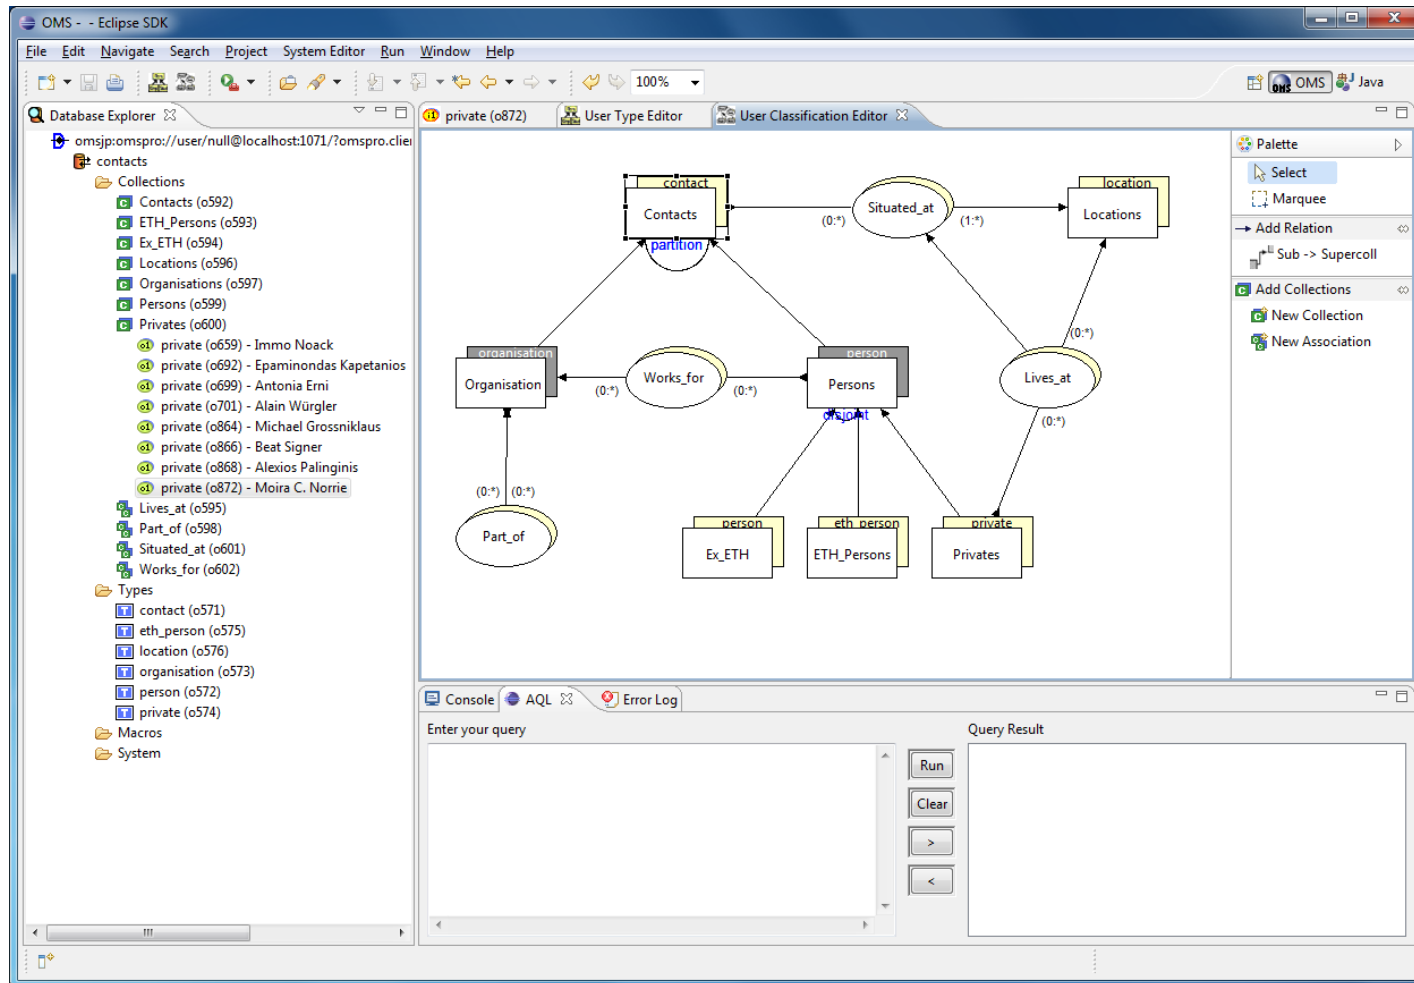 OMS - - Eclipse SDK
File Edit Navigate Search Project System Editor Run Window Help
100%
OMS Java
Database Explorer
private (o872) User Type Editor User Classification Editor
omsjp:omspro://user/null@localhost:1071/?omspro.clie
contacts
Collections
Contacts (o592)
ETH_Persons (o593)
Ex_ETH (o594)
Locations (o596)
Organisations (o597)
Persons (o599)
Privates (o600)
private (o659) - Immo Noack
private (o692) - Epaminondas Kapetanios
private (o699) - Antonia Erni
private (o701) - Alain Würgler
private (o864) - Michael Grossniklaus
private (o866) - Beat Signer
private (o868) - Alexios Palinginis
private (o872) - Moira C. Norrie
Lives_at (o595)
Part_of (o598)
Situated_at (o601)
Works_for (o602)
Types
contact (o571)
eth_person (o575)
location (o576)
organisation (o573)
person (o572)
private (o574)
Macros
System
contact
Contacts
partition
(0:*)
Situated_at
(1:*)
location
Locations
organisation
Organisation
(0:*)
Works_for
(0:*)
person
Persons
disjoint
(0:*)
Lives_at
(0:*)
(0:*) (0:*)
Part_of
person
Ex_ETH
eth_person
ETH_Persons
private
Privates
Palette
Select
Marquee
Add Relation
Sub -> Supercoll
Add Collections
New Collection
New Association
Console AQL Error Log
Enter your query
Query Result
Run
Clear
>
<